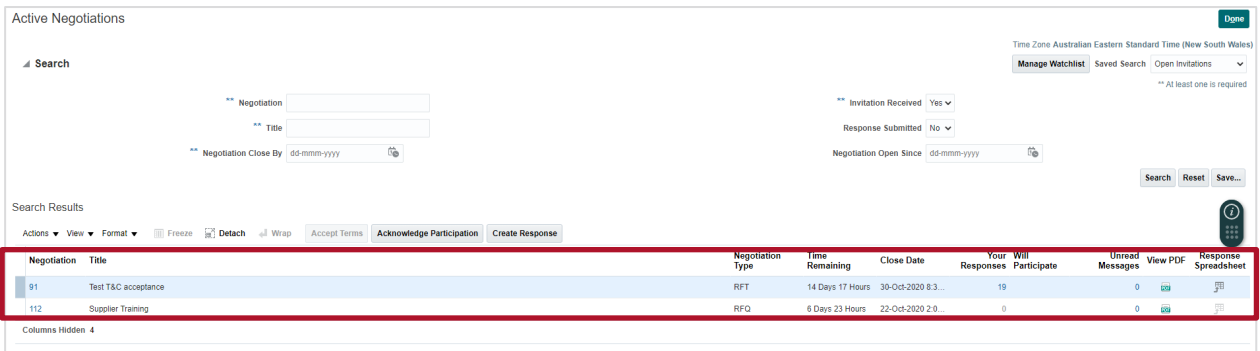 Active Negotiations
Done
Time Zone Australian Eastern Standard Time (New South Wales)
Search
Manage Watchlist Saved Search Open Invitations
** At least one is required
** Negotiation ** Invitation Received Yes
** Title Response Submitted No
** Negotiation Close By dd-mmm-yyyy Negotiation Open Since dd-mmm-yyyy
Search Reset Save...
Search Results
Actions View Format Freeze Detach Wrap Accept Terms Acknowledge Participation Create Response
Negotiation Title Negotiation Type Time Remaining Close Date Your Responses Will Participate Unread Messages View PDF Response Spreadsheet
91 Test T&C acceptance RFT 14 Days 17 Hours 30-Oct-2020 8:3... 19 0
112 Supplier Training RFQ 6 Days 23 Hours 22-Oct-2020 2:0... 0 0
Columns Hidden 4